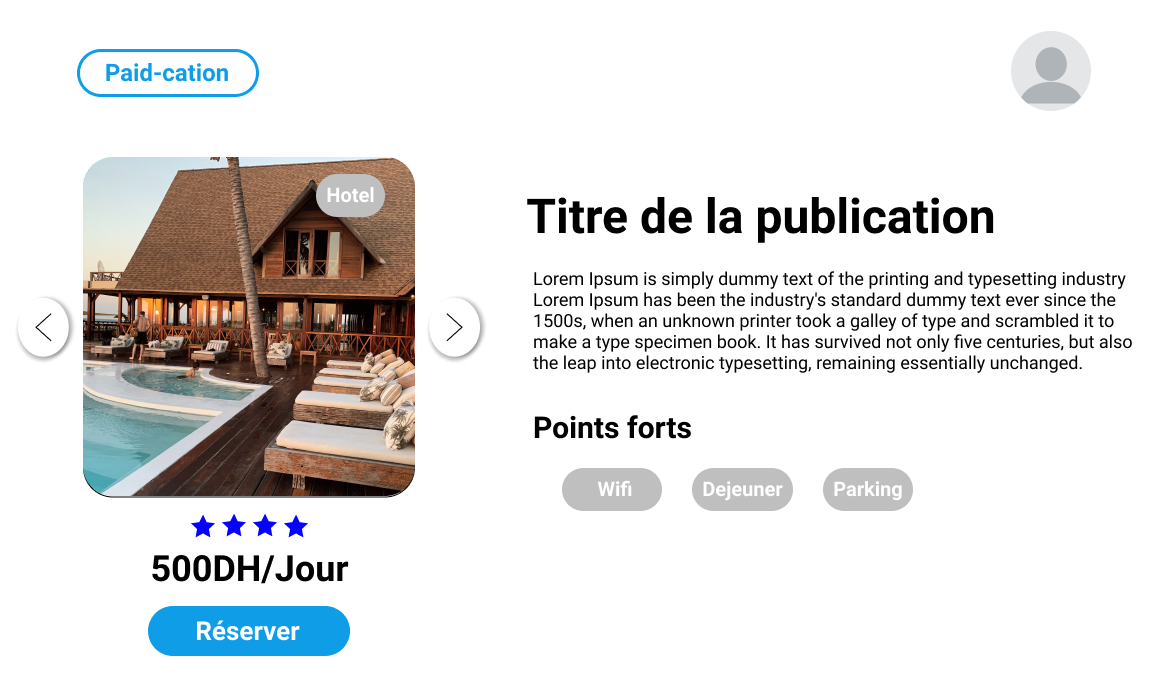 Paid-cation
Hotel
Titre de la publication
Lorem Ipsum is simply dummy text of the printing and typesetting industry
Lorem Ipsum has been the industry's standard dummy text ever since the
1500s, when an unknown printer took a galley of type and scrambled it to
make a type specimen book. It has survived not only five centuries, but also
the leap into electronic typesetting, remaining essentially unchanged.
Points forts
Wifi
Dejeuner
Parking
500DH/Jour
Réserver